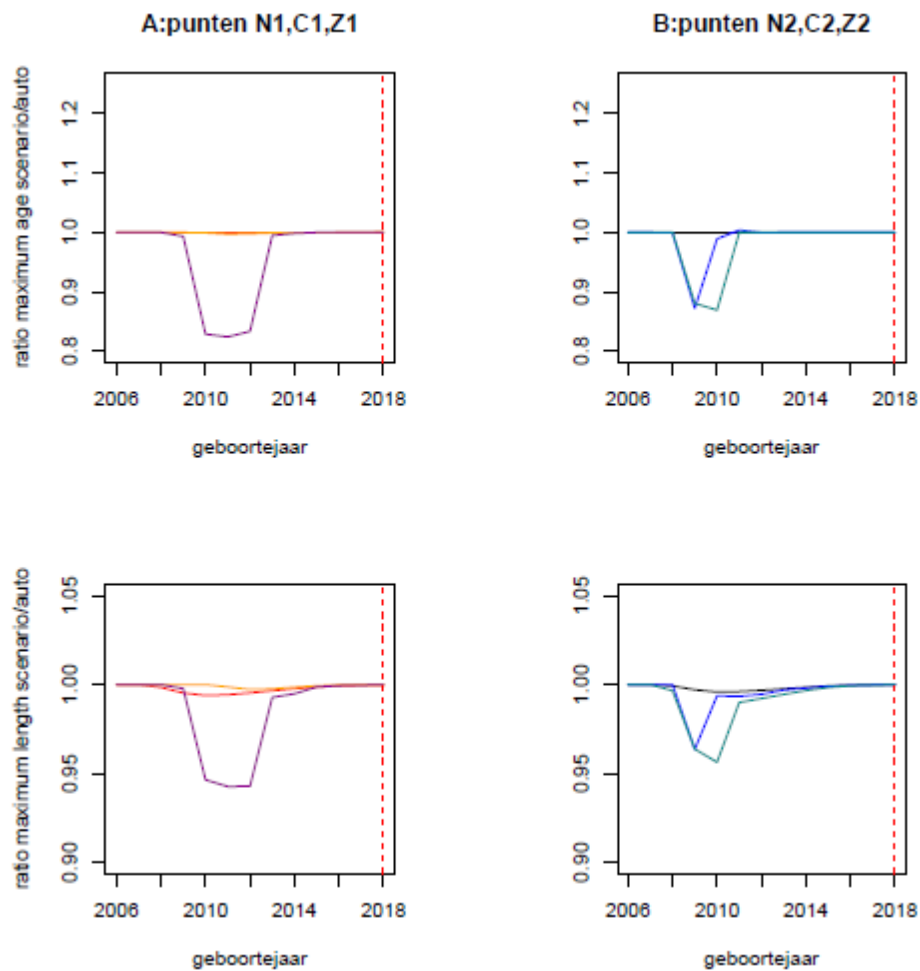 A:punten N1,C1,Z1
ratio maximum age scenario/auto
1.2
1.1
1.0
0.9
0.8
2006 2010 2014 2018
geboortejaar
B:punten N2,C2,Z2
1.2
1.1
1.0
0.9
0.8
2006 2010 2014 2018
geboortejaar
ratio maximum length scenario/auto
1.05
1.00
0.95
0.90
2006 2010 2014 2018
geboortejaar
1.05
1.00
0.95
0.90
2006 2010 2014 2018
geboortejaar